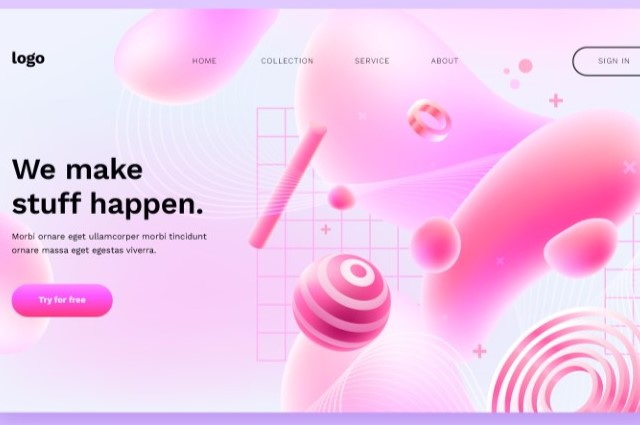 logo
HOME
COLLECTION
SERVICE
ABOUT
SIGN IN
We make
stuff happen.
Morbi ornare eget ullamcorper morbi tincidunt
ornare massa eget egestas viverra.
Try for free